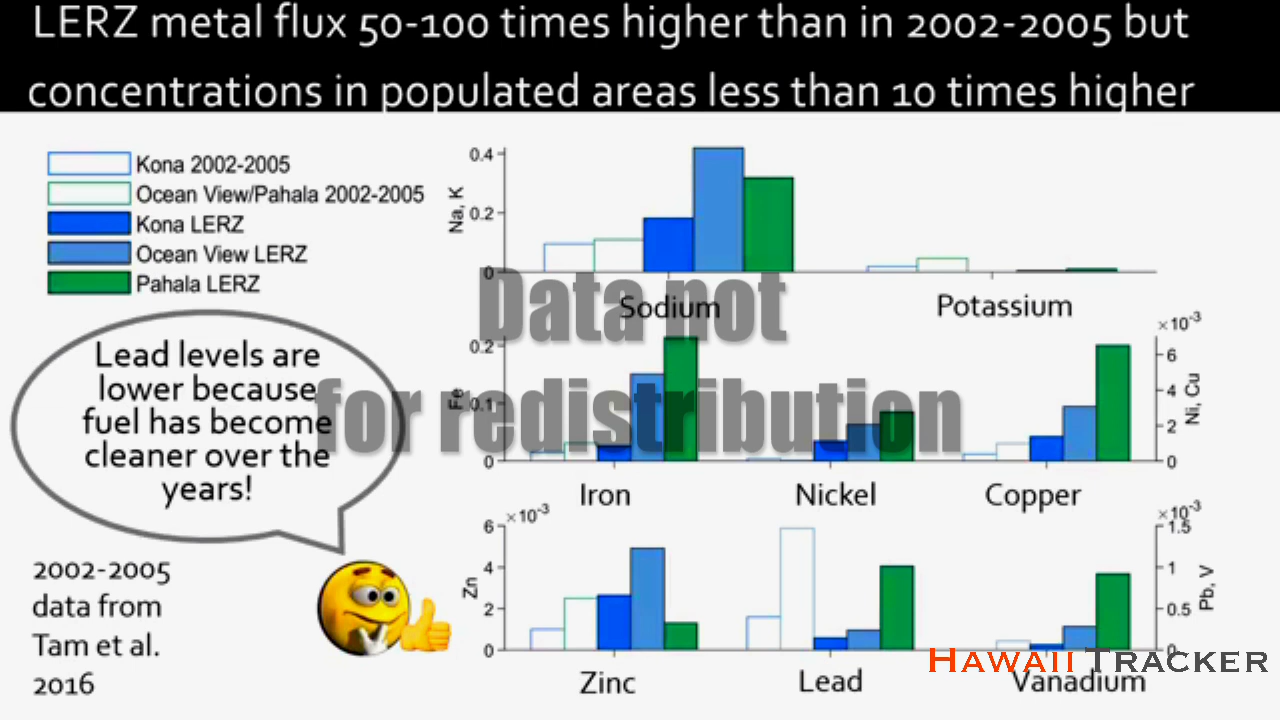 LERZ metal flux 50-100 times higher than in 2002-2005 but
concentrations in populated areas less than 10 times higher
Kona 2002-2005
Ocean View/Pahala 2002-2005
Kona LERZ
Ocean View LERZ
Pahala LERZ
Lead levels are
lower because
fuel has become
cleaner over the
years!
2002-2005
data from
Tam et al.
2016
Na, K
0.4
0.2
0
Sodium
Potassium
Data not
for redistribution
Fe
0.2
0.1
0
×10⁻³
6
4
2
0
Ni, Cu
Iron
Nickel
Copper
×10⁻³
Zn
6
4
2
0
×10⁻³
1.5
1
0.5
0
Pb, V
Zinc
Lead
Vanadium
HAWAII TRACKER